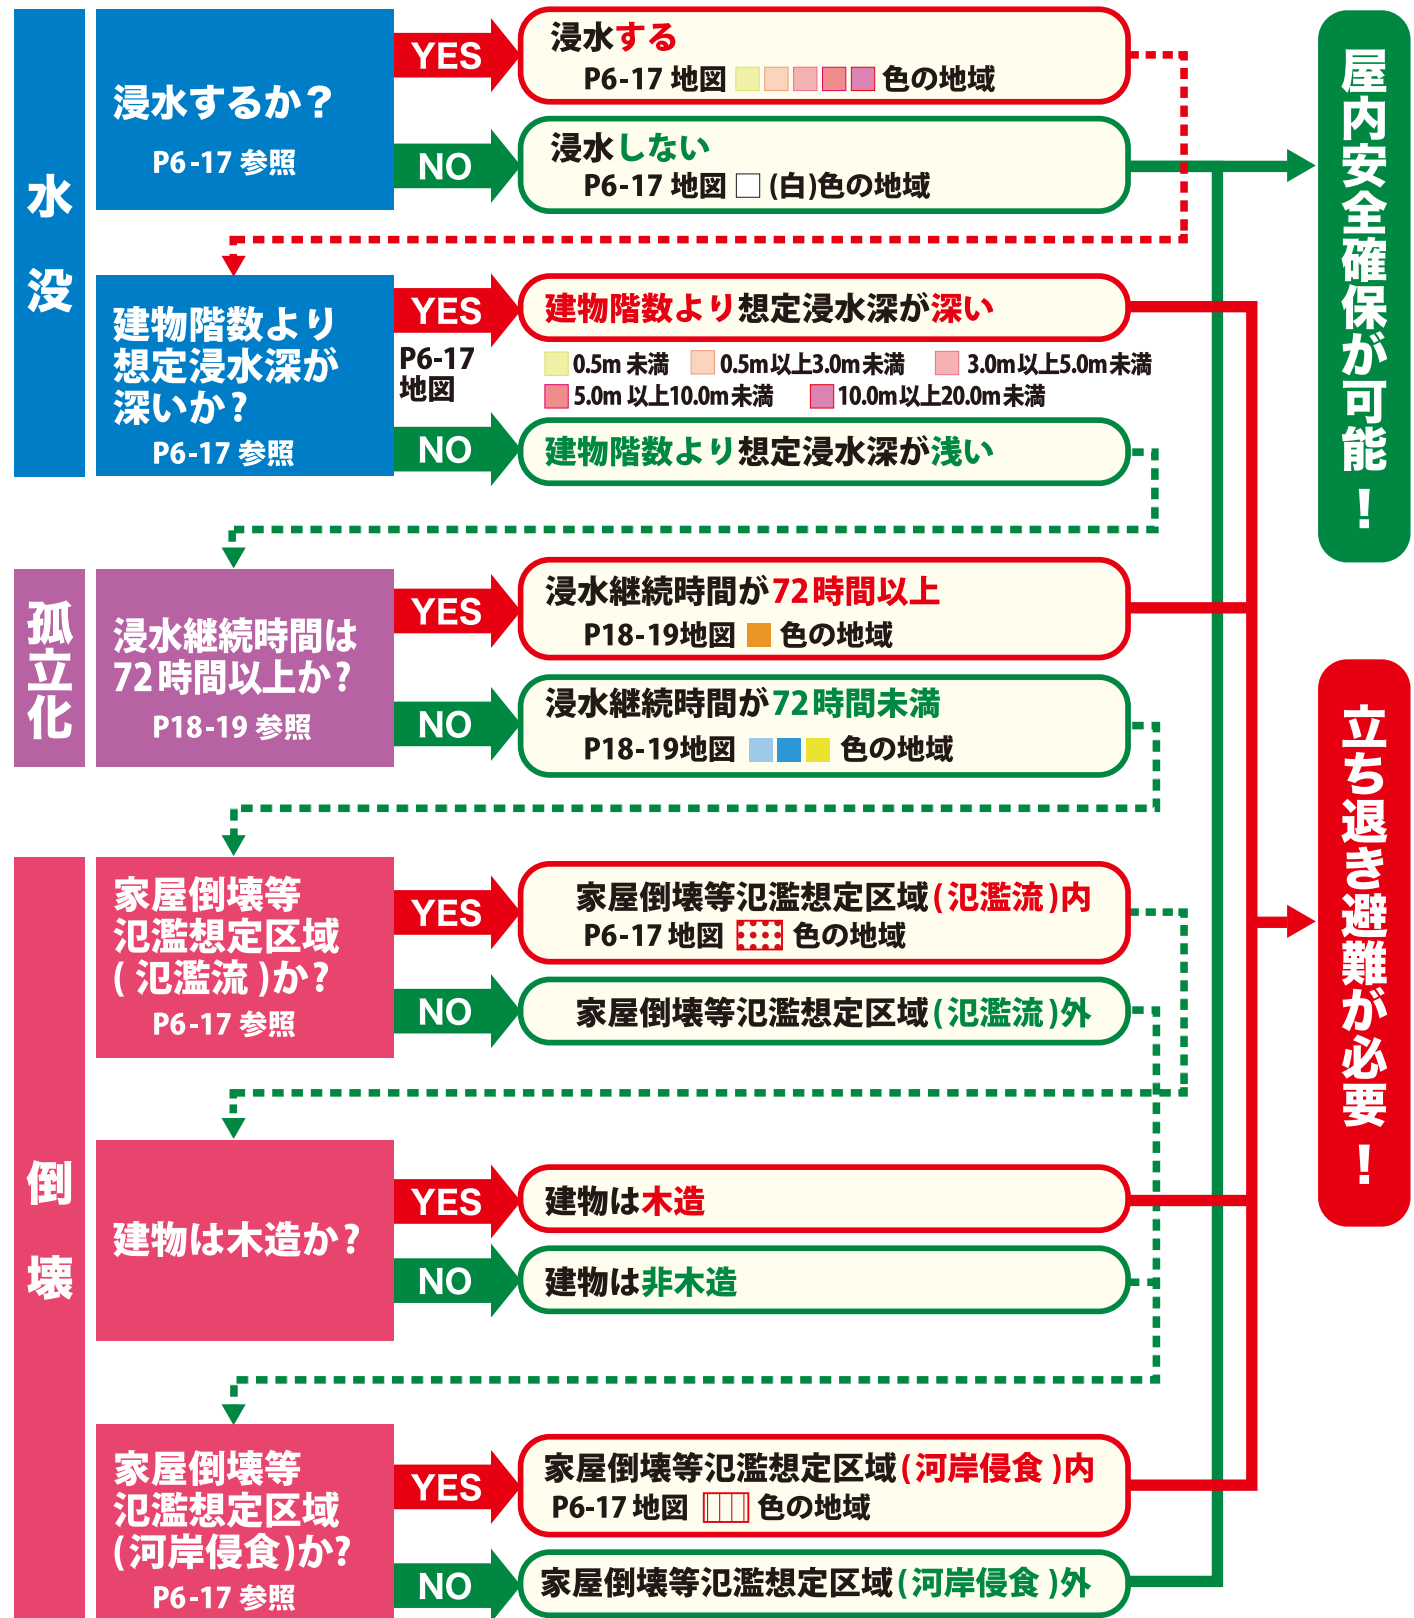 水没
浸水するか？
P6-17 参照
YES
浸水する
P6-17 地図 色の地域
NO
浸水しない
P6-17 地図 (白)色の地域
建物階数より
想定浸水深が
深いか?
P6-17 参照
YES
建物階数より想定浸水深が深い
P6-17
地図
0.5m 未満 0.5m以上3.0m未満 3.0m以上5.0m未満
5.0m 以上10.0m未満 10.0m以上20.0m未満
NO
建物階数より想定浸水深が浅い
孤立化
浸水継続時間は
72時間以上か?
P18-19 参照
YES
浸水継続時間が72時間以上
P18-19地図 色の地域
NO
浸水継続時間が72時間未満
P18-19地図 色の地域
倒壊
家屋倒壊等
氾濫想定区域
(氾濫流)か?
P6-17 参照
YES
家屋倒壊等氾濫想定区域(氾濫流)内
P6-17 地図 色の地域
NO
家屋倒壊等氾濫想定区域(氾濫流)外
建物は木造か?
YES
建物は木造
NO
建物は非木造
家屋倒壊等
氾濫想定区域
(河岸侵食)か?
P6-17 参照
YES
家屋倒壊等氾濫想定区域(河岸侵食)内
P6-17 地図 色の地域
NO
家屋倒壊等氾濫想定区域(河岸侵食)外
屋内安全確保が可能！
立ち退き避難が必要！